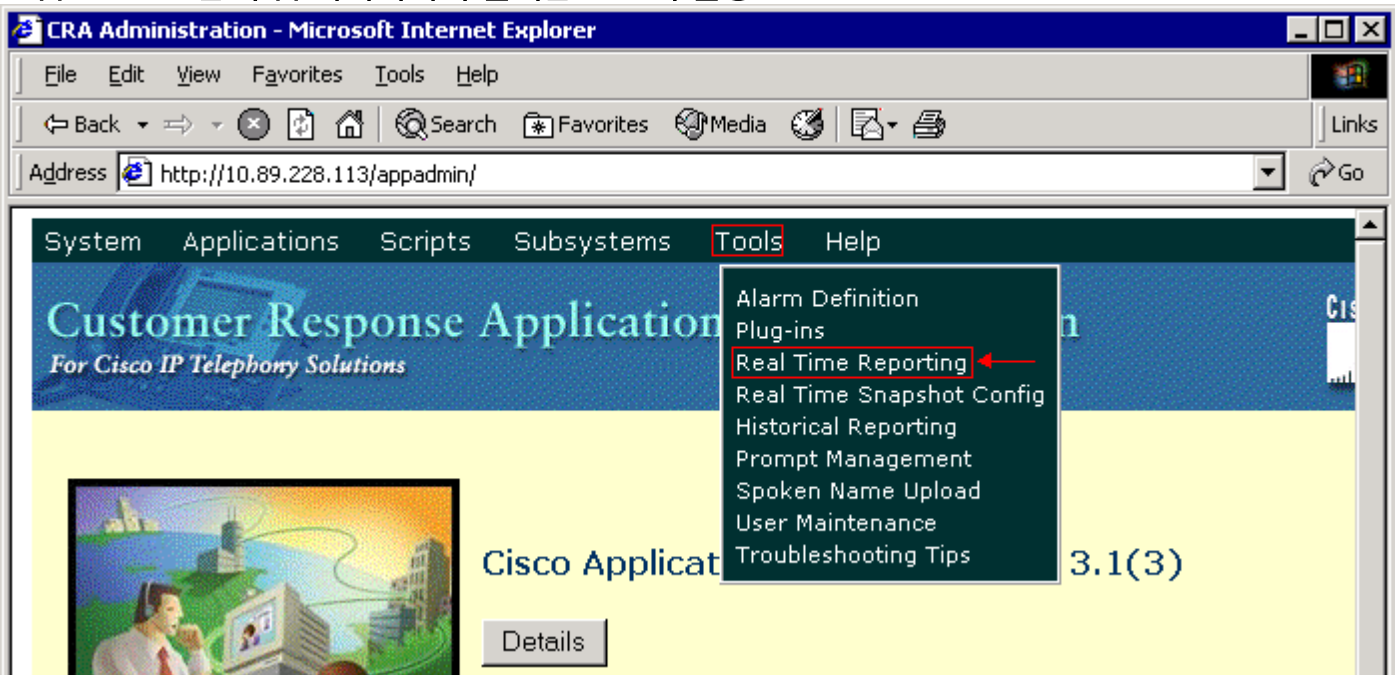 CRA Administration - Microsoft Internet Explorer
File Edit View Favorites Tools Help
Back Search Favorites Media Links
Address http://10.89.228.113/appadmin/ Go
System Applications Scripts Subsystems Tools Help
Customer Response Application
For Cisco IP Telephony Solutions
Alarm Definition
Plug-ins
Real Time Reporting
Real Time Snapshot Config
Historical Reporting
Prompt Management
Spoken Name Upload
User Maintenance
Troubleshooting Tips
Cisco Applicat 3.1(3)
Details